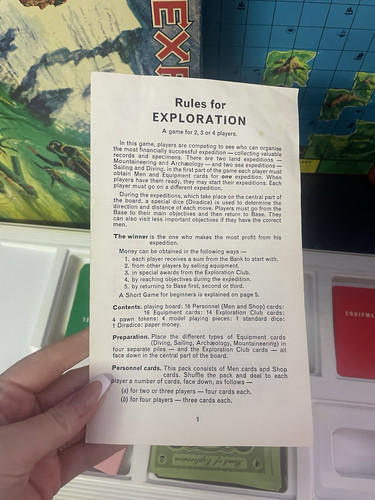 EX
Rules for
EXPLORATION
A game for 2, 3 or 4 players.
In this game, players are competing to see who can organise
the most financially successful expedition — collecting valuable
records and specimens. There are two land expeditions —
Mountaineering and Archæology — and two sea expeditions —
Sailing and Diving. In the first part of the game each player must
obtain Men and Equipment cards for one expedition. When
players have them ready, they may start their expeditions. Each
player must go on a different expedition.
During the expeditions, which take place on the central part of
the board, a special dice (Diradice) is used to determine the
direction and distance of each move. Players must go from the
Base to their main objectives and then return to Base. They
can also visit less important objectives if they have the correct
men.
The winner is the one who makes the most profit from his
expedition.
Money can be obtained in the following ways —
1. each player receives a sum from the Bank to start with.
2. from other players by selling equipment.
3. in special awards from the Exploration Club.
4. by reaching objectives during the expedition.
5. by returning to Base first, second or third.
A Short Game for beginners is explained on page 5.
Contents. playing board: 16 Personnel (Men and Shop) cards:
16 Equipment cards: 14 Exploration Club cards:
4 pawn tokens: 4 model playing pieces: 1 standard dice:
1 Diradice: paper money.
Preparation. Place the different types of Equipment cards
(Diving, Sailing, Archæology, Mountaineering) in
four separate piles — and the Exploration Club cards — all
face down in the central part of the board.
Personnel cards. This pack consists of Men cards and Shop
cards. Shuffle the pack and deal to each
player a number of cards, face down, as follows —
(a) for two or three players — four cards each.
(b) for four players — three cards each.
1
Bank of Exploration